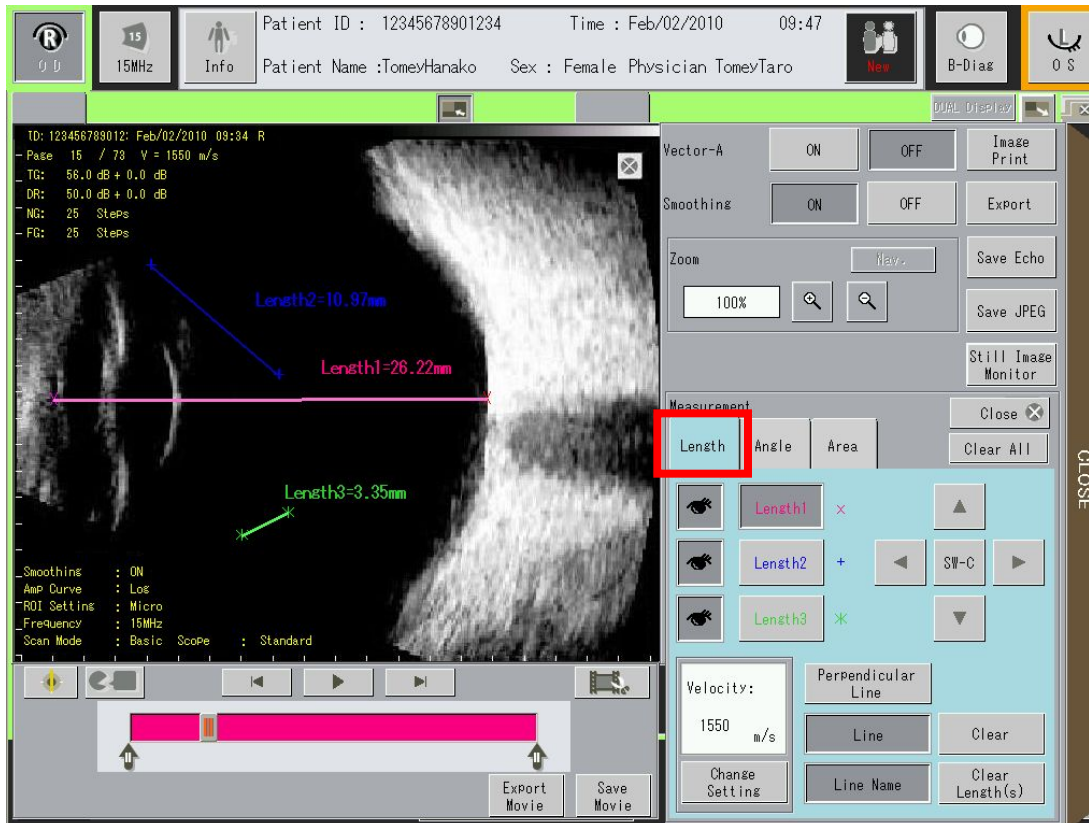 Patient ID : 12345678901234 Time : Feb/02/2010 09:47
R
O D
15
15MHz
Info
Patient Name :TomeyHanako Sex : Female Physician TomeyTaro
New
B-Diag
L
O S
DUAL Display
ID: 123456789012: Feb/02/2010 09:34 R
Page 15 / 73 V = 1550 m/s
TG: 56.0 dB + 0.0 dB
DR: 50.0 dB + 0.0 dB
NG: 25 Steps
FG: 25 Steps
Length2=10.97mm
Length1=26.22mm
Length3=3.35mm
Smoothing : ON
Amp Curve : Log
ROI Setting : Micro
Frequency : 15MHz
Scan Mode : Basic Scope : Standard
Export Movie
Save Movie
Vector-A ON OFF
Image Print
Smoothing ON OFF
Export
Zoom Nav.
Save Echo
100%
Save JPEG
Still Image Monitor
Measurement
Close
Length Angle Area
Clear All
Length1 x
Length2 +
SW-C
Length3 ✳
Velocity:
1550 m/s
Perpendicular Line
Line
Clear
Change Setting
Line Name
Clear Length(s)
CLOSE